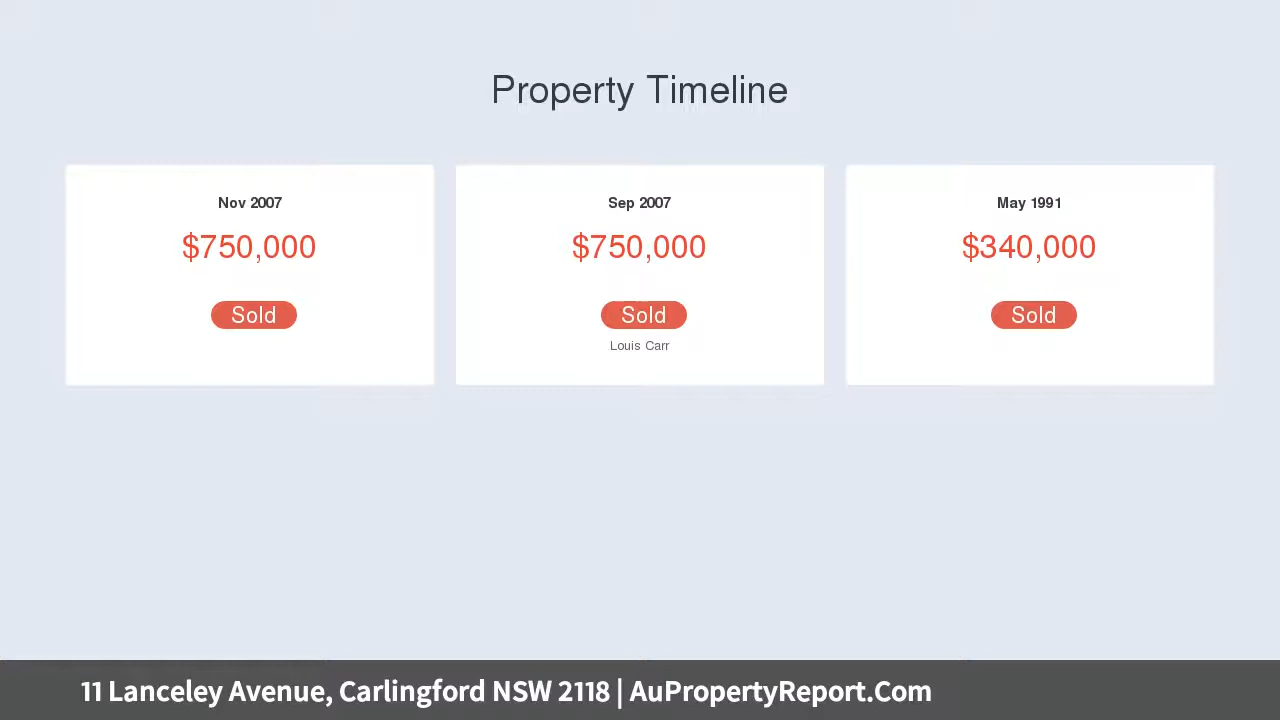 Property Timeline
Nov 2007
$750,000
Sold
Sep 2007
$750,000
Sold
Louis Carr
May 1991
$340,000
Sold
11 Lanceley Avenue, Carlingford NSW 2118 | AuPropertyReport.Com